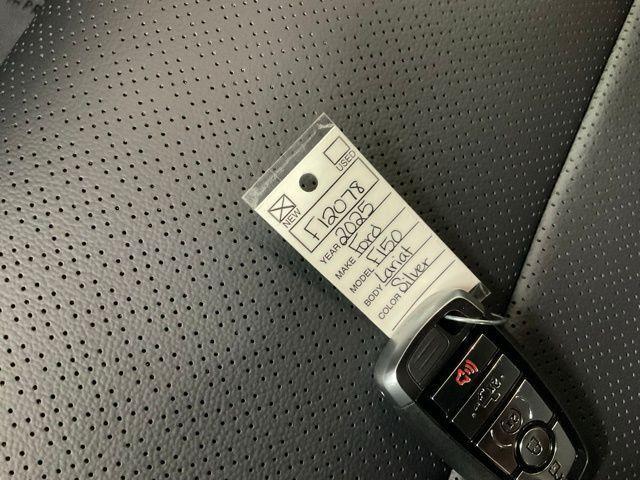 NEW
USED
F12078
YEAR 2025
MAKE Ford
MODEL F150
BODY Lariat
COLOR Silver